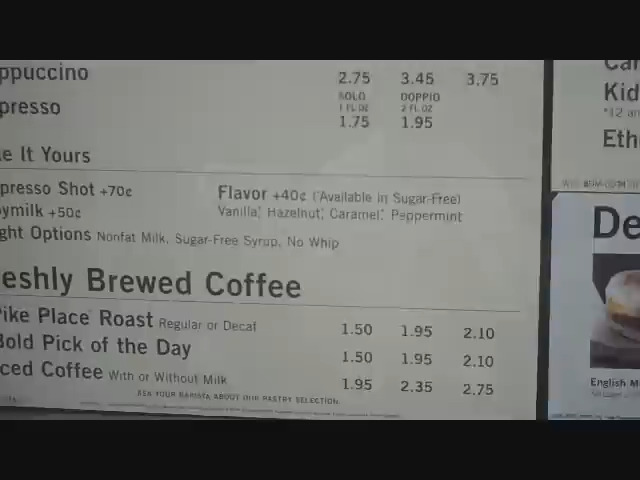 ppuccino 2.75 3.45 3.75
SOLO DOPPIO
1 FL OZ 2 FL OZ
presso 1.75 1.95
e It Yours
presso Shot +70¢ Flavor +40¢ (*Available in Sugar-Free)
ymilk +50¢ Vanilla*, Hazelnut*, Caramel*, Peppermint
ght Options Nonfat Milk, Sugar-Free Syrup, No Whip
eshly Brewed Coffee
ike Place Roast Regular or Decaf 1.50 1.95 2.10
Bold Pick of the Day 1.50 1.95 2.10
ced Coffee With or Without Milk 1.95 2.35 2.75
ASK YOUR BARISTA ABOUT OUR PASTRY SELECTION.
Car
Kid
*12 an
Eth
De
English M